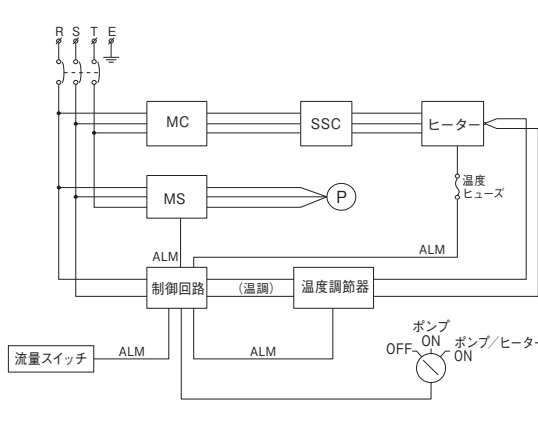 R S T E
MC
SSC
ヒーター
温度
ヒューズ
MS
P
ALM
ALM
制御回路
(温調)
温度調節器
流量スイッチ
ALM
ALM
ポンプ
ON
OFF
ポンプ/ヒーター
ON